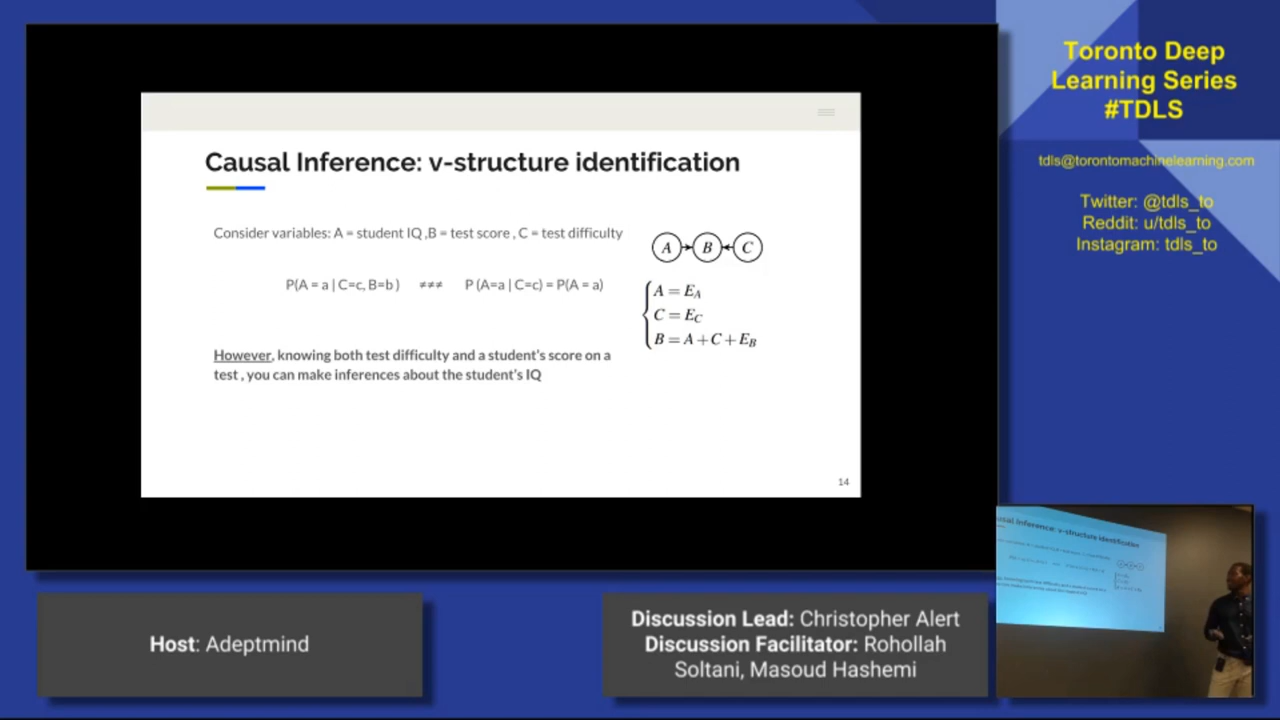 Causal Inference: v-structure identification
Consider variables: A = student IQ ,B = test score , C = test difficulty
P(A = a | C=c, B=b ) ≠≠≠ P (A=a | C=c) = P(A = a)
However, knowing both test difficulty and a student's score on a
test , you can make inferences about the student's IQ
A B C
A = E_A
C = E_C
B = A + C + E_B
14
Toronto Deep
Learning Series
#TDLS
tdls@torontomachinelearning.com
Twitter: @tdls_to
Reddit: u/tdls_to
Instagram: tdls_to
Host: Adeptmind
Discussion Lead: Christopher Alert
Discussion Facilitator: Rohollah
Soltani, Masoud Hashemi